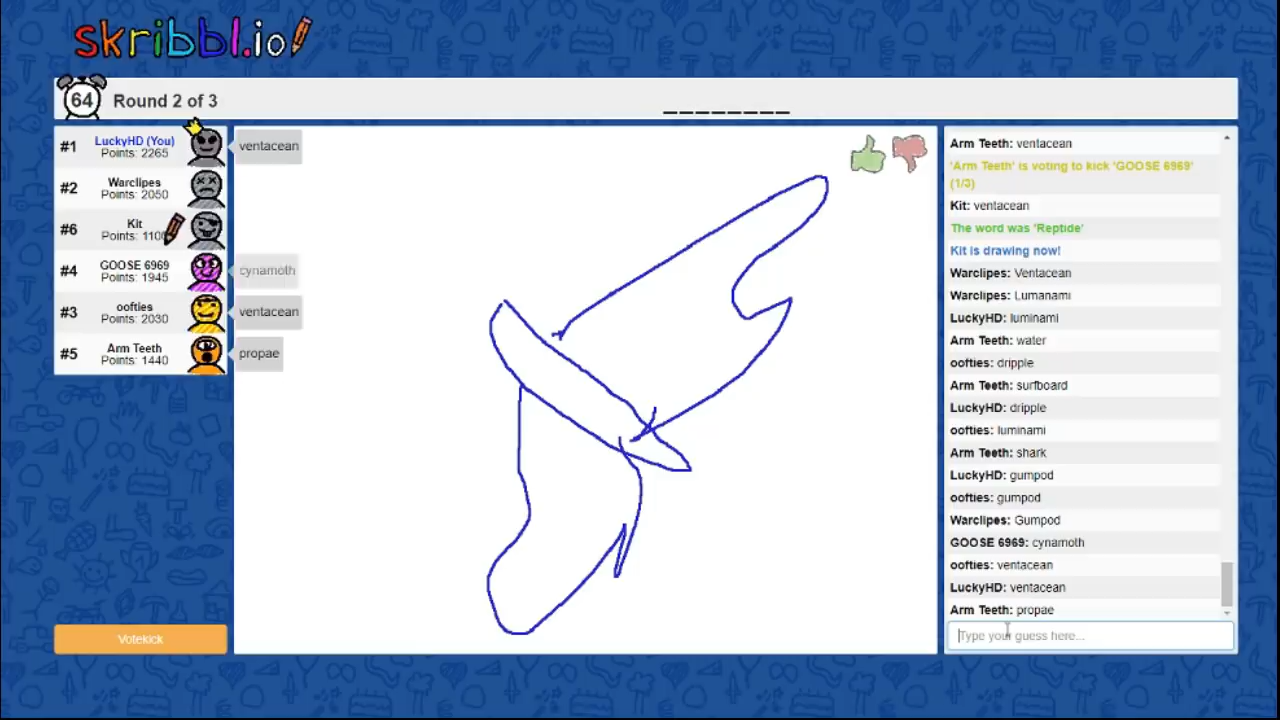 skribbl.io
64 Round 2 of 3
________
#1 LuckyHD (You) Points: 2265
ventacean
#2 Warclipes Points: 2050
#6 Kit Points: 1100
#4 GOOSE 6969 Points: 1945
cynamoth
#3 oofties Points: 2030
ventacean
#5 Arm Teeth Points: 1440
propae
Votekick
Arm Teeth: ventacean
'Arm Teeth' is voting to kick 'GOOSE 6969'
(1/3)
Kit: ventacean
The word was 'Reptide'
Kit is drawing now!
Warclipes: Ventacean
Warclipes: Lumanami
LuckyHD: luminami
Arm Teeth: water
oofties: dripple
Arm Teeth: surfboard
LuckyHD: dripple
oofties: luminami
Arm Teeth: shark
LuckyHD: gumpod
oofties: gumpod
Warclipes: Gumpod
GOOSE 6969: cynamoth
oofties: ventacean
LuckyHD: ventacean
Arm Teeth: propae
Type your guess here...